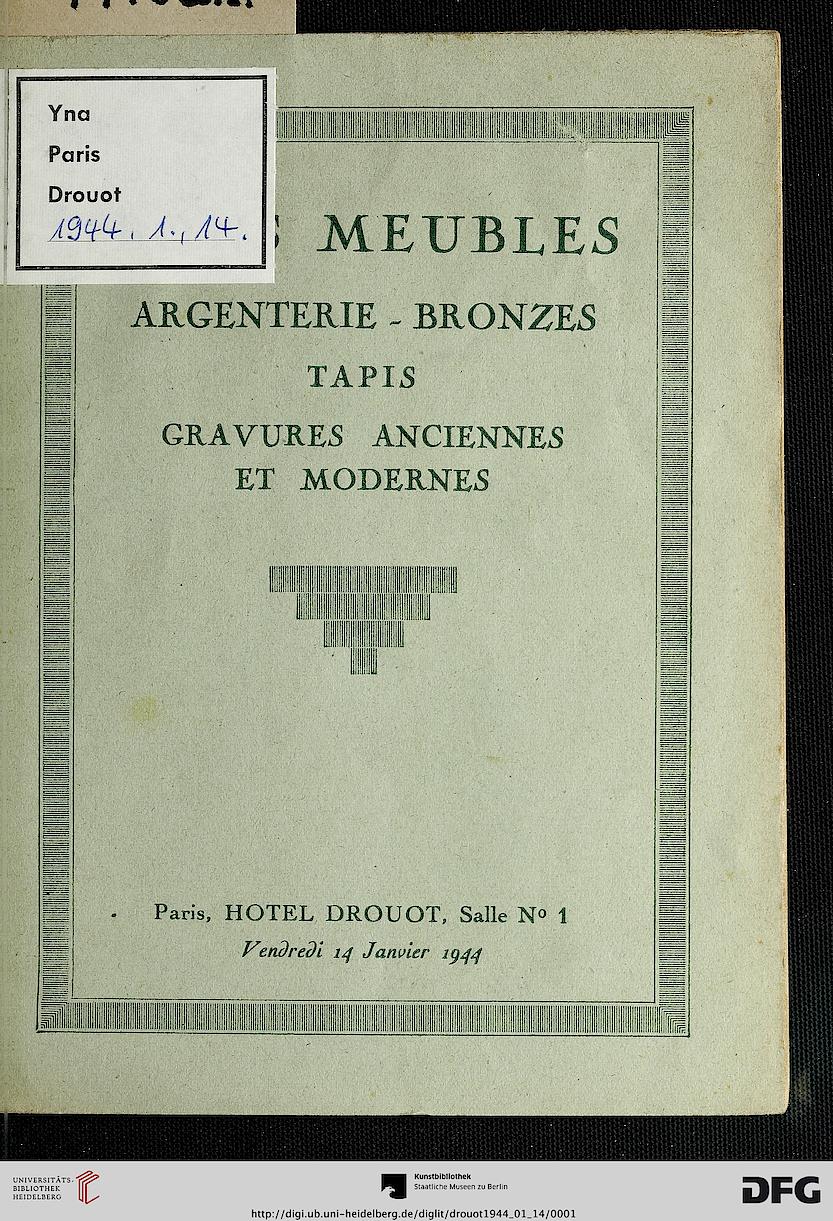 Yna
Paris
Drouot
1944. 1., 14.
MEUBLES
ARGENTERIE - BRONZES
TAPIS
GRAVURES ANCIENNES
ET MODERNES
Paris, HOTEL DROUOT, Salle Nº 1
Vendredi 14 Janvier 1944
UNIVERSITÄTS-
BIBLIOTHEK
HEIDELBERG
Kunstbibliothek
Staatliche Museen zu Berlin
DFG
http://digi.ub.uni-heidelberg.de/diglit/drouot1944_01_14/0001